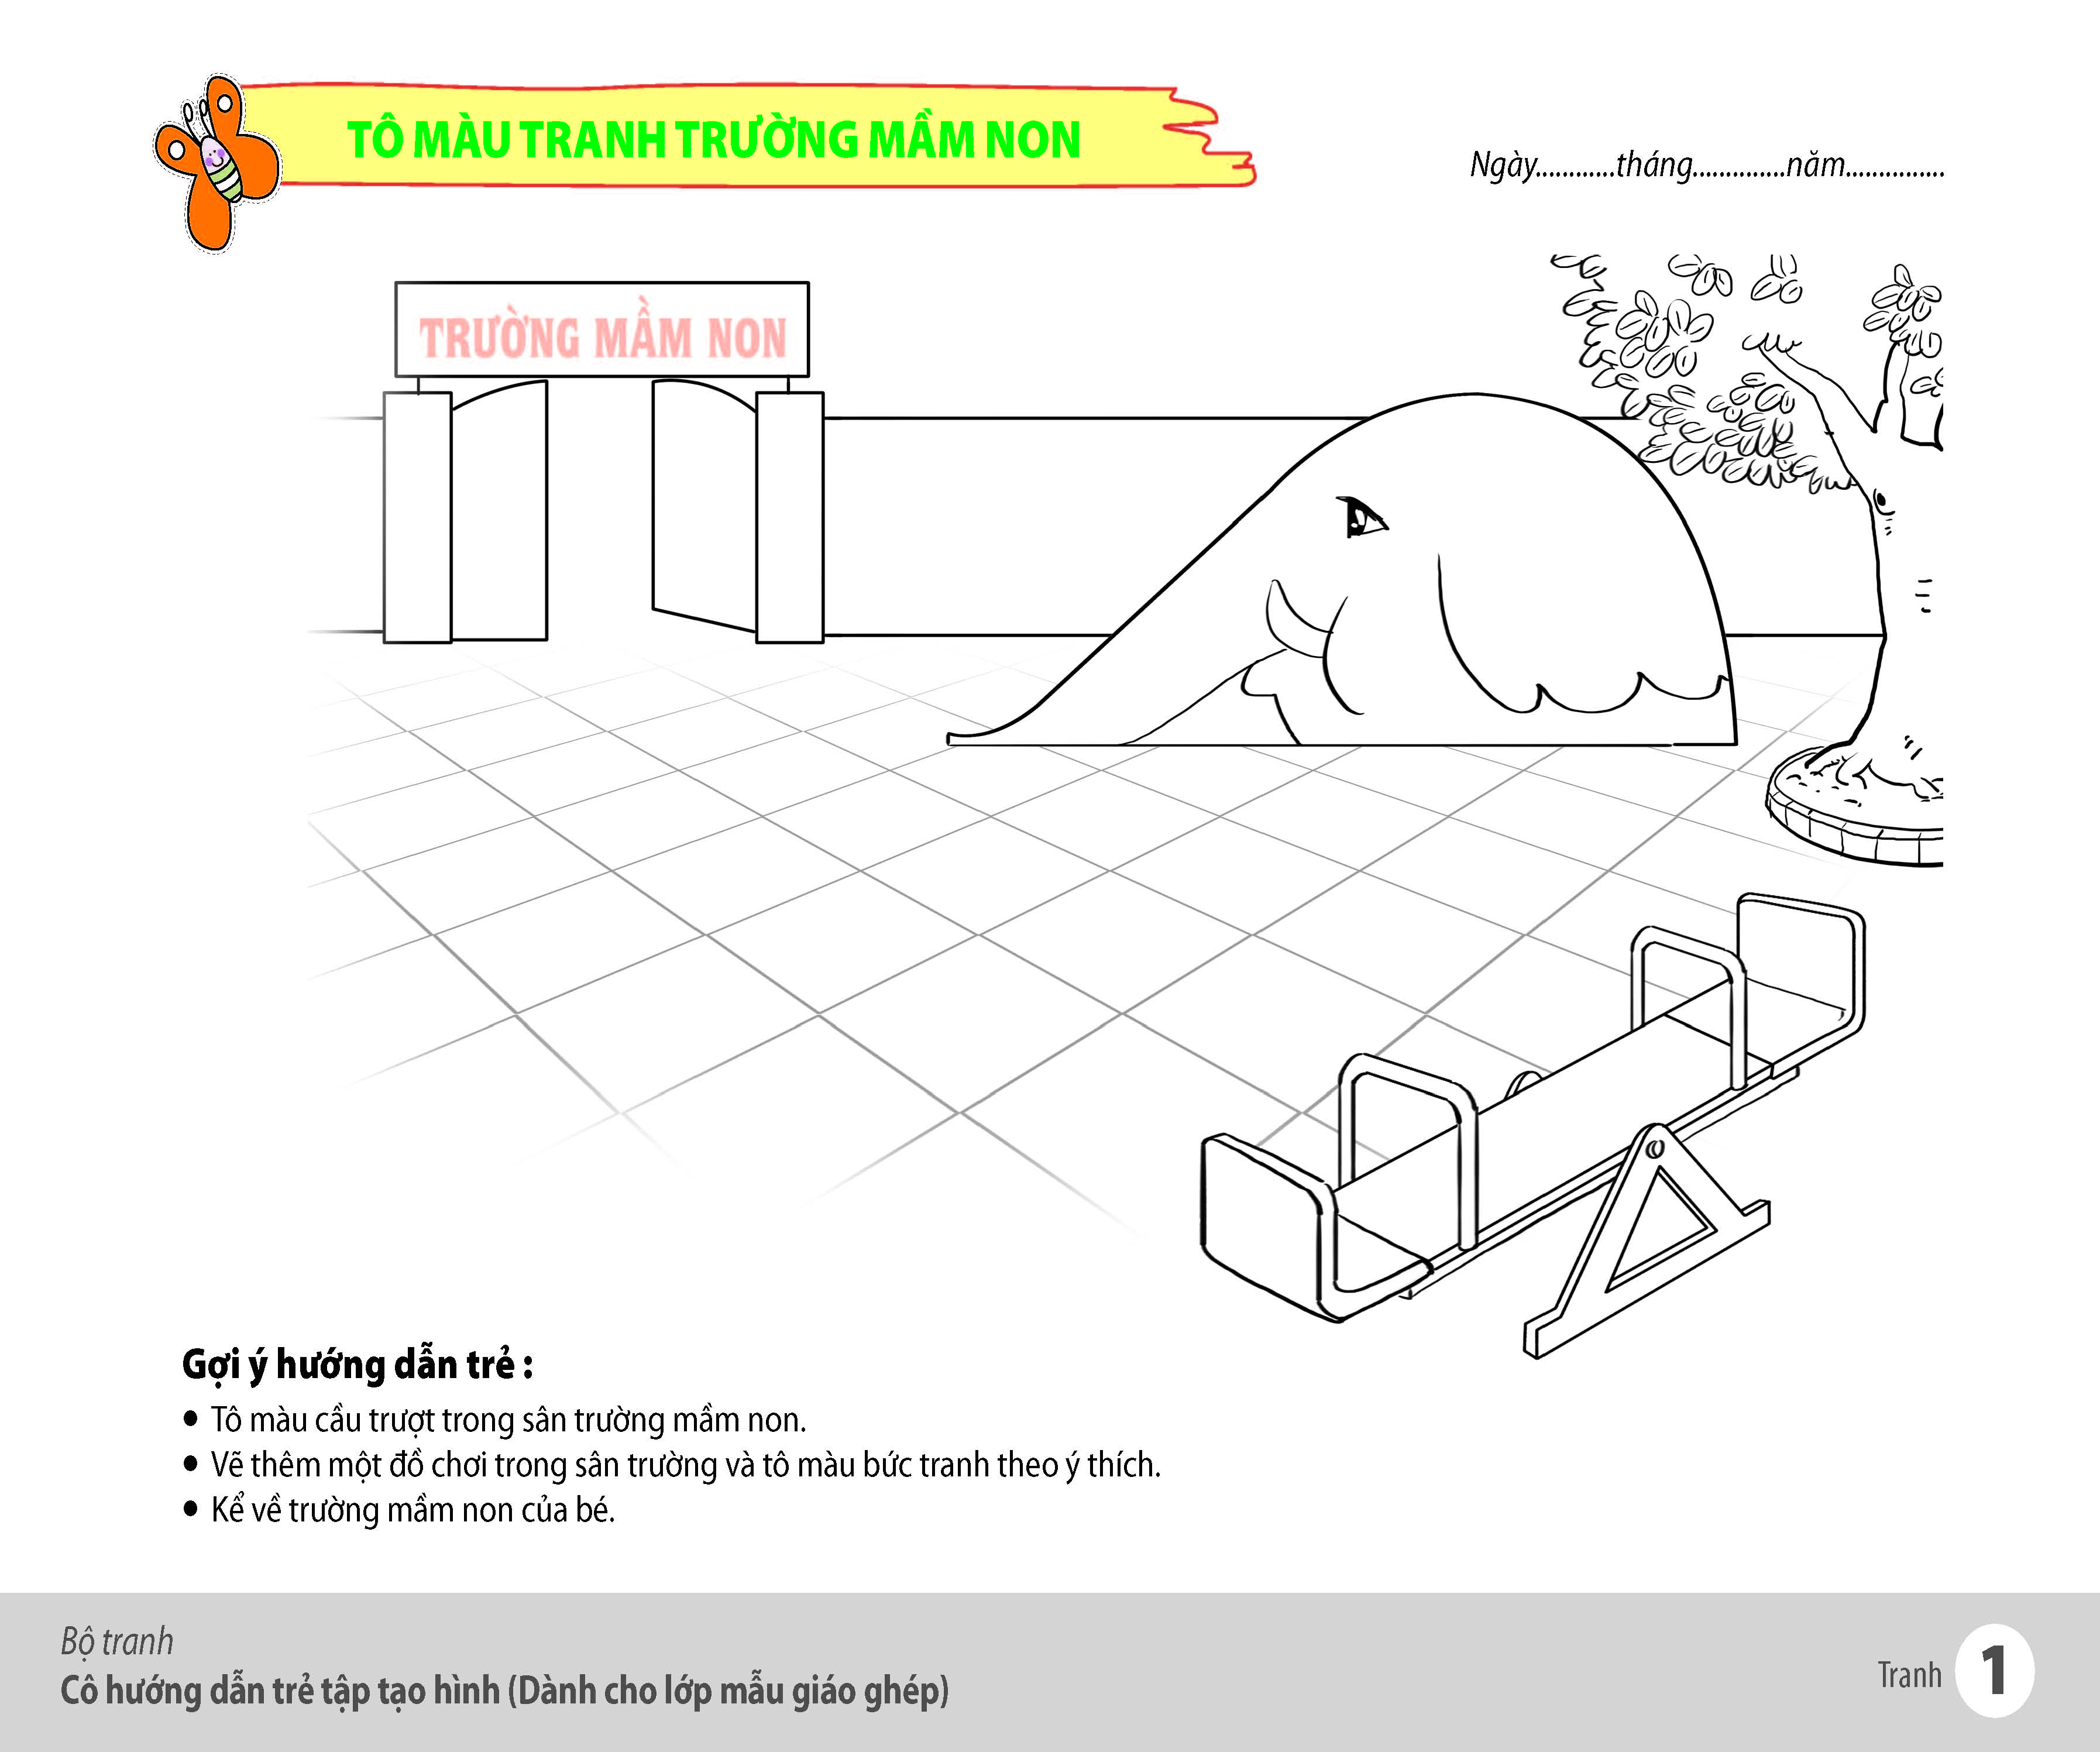 TÔ MÀU TRANH TRƯỜNG MẦM NON
Ngày............tháng..............năm...............
TRƯỜNG MẦM NON
Gợi ý hướng dẫn trẻ :
• Tô màu cầu trượt trong sân trường mầm non.
• Vẽ thêm một đồ chơi trong sân trường và tô màu bức tranh theo ý thích.
• Kể về trường mầm non của bé.
Bộ tranh
Cô hướng dẫn trẻ tập tạo hình (Dành cho lớp mẫu giáo ghép)
Tranh 1